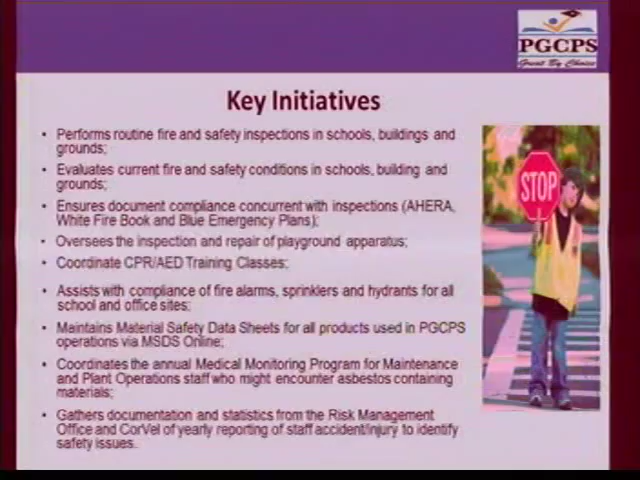 PGCPS
Great By Choice
Key Initiatives
• Performs routine fire and safety inspections in schools, buildings and
grounds;
• Evaluates current fire and safety conditions in schools, building and
grounds;
• Ensures document compliance concurrent with inspections (AHERA,
White Fire Book and Blue Emergency Plans);
• Oversees the inspection and repair of playground apparatus;
• Coordinate CPR/AED Training Classes;
• Assists with compliance of fire alarms, sprinklers and hydrants for all
school and office sites;
• Maintains Material Safety Data Sheets for all products used in PGCPS
operations via MSDS Online;
• Coordinates the annual Medical Monitoring Program for Maintenance
and Plant Operations staff who might encounter asbestos containing
materials;
• Gathers documentation and statistics from the Risk Management
Office and CorVel of yearly reporting of staff accident/injury to identify
safety issues.
STOP